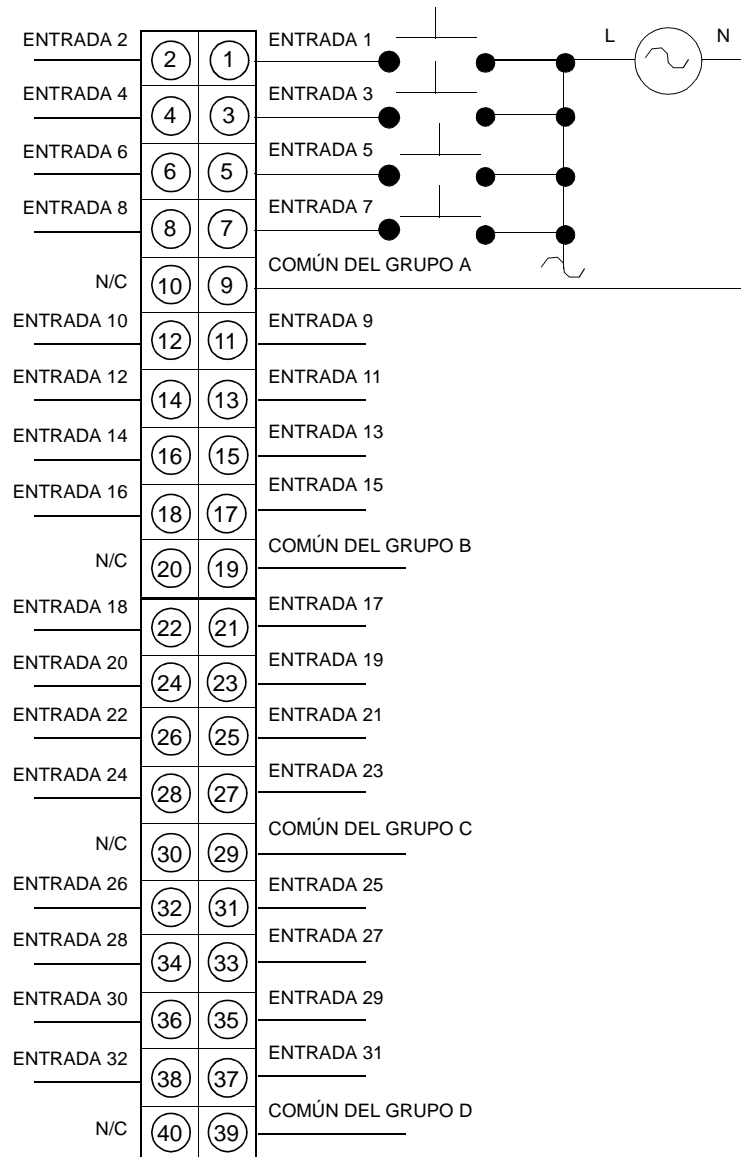 ENTRADA 2 2 1 ENTRADA 1 L N
ENTRADA 4 4 3 ENTRADA 3
ENTRADA 6 6 5 ENTRADA 5
ENTRADA 8 8 7 ENTRADA 7
N/C 10 9 COMÚN DEL GRUPO A
ENTRADA 10 12 11 ENTRADA 9
ENTRADA 12 14 13 ENTRADA 11
ENTRADA 14 16 15 ENTRADA 13
ENTRADA 16 18 17 ENTRADA 15
N/C 20 19 COMÚN DEL GRUPO B
ENTRADA 18 22 21 ENTRADA 17
ENTRADA 20 24 23 ENTRADA 19
ENTRADA 22 26 25 ENTRADA 21
ENTRADA 24 28 27 ENTRADA 23
N/C 30 29 COMÚN DEL GRUPO C
ENTRADA 26 32 31 ENTRADA 25
ENTRADA 28 34 33 ENTRADA 27
ENTRADA 30 36 35 ENTRADA 29
ENTRADA 32 38 37 ENTRADA 31
N/C 40 39 COMÚN DEL GRUPO D